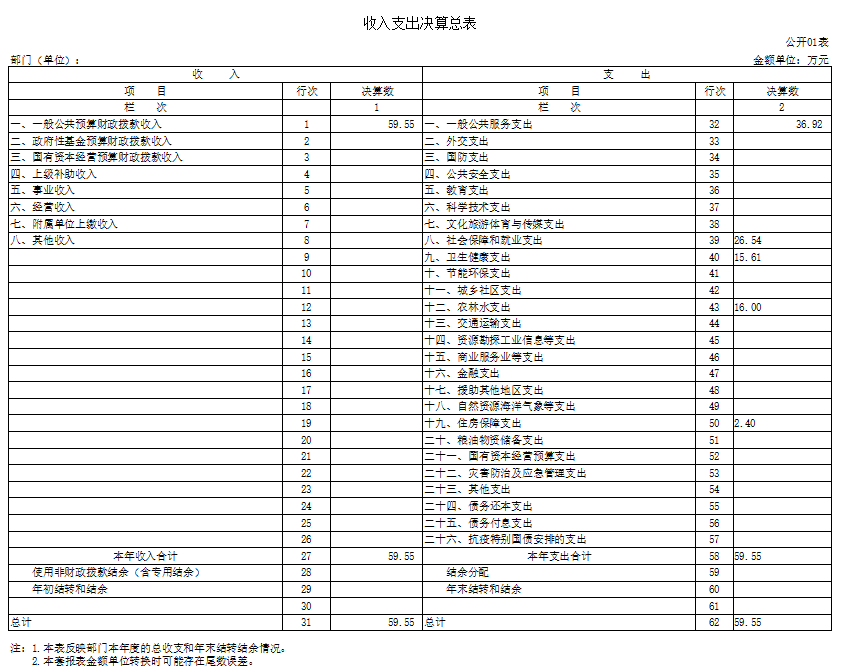 收入支出决算总表
公开01表
部门（单位）： 金额单位：万元
收 入 支 出
项 目 行次 决算数 项 目 行次 决算数
栏 次 1 栏 次 2
一、一般公共预算财政拨款收入 1 59.55 一、一般公共服务支出 32 36.92
二、政府性基金预算财政拨款收入 2 二、外交支出 33
三、国有资本经营预算财政拨款收入 3 三、国防支出 34
四、上级补助收入 4 四、公共安全支出 35
五、事业收入 5 五、教育支出 36
六、经营收入 6 六、科学技术支出 37
七、附属单位上缴收入 7 七、文化旅游体育与传媒支出 38
八、其他收入 8 八、社会保障和就业支出 39 26.54
9 九、卫生健康支出 40 15.61
10 十、节能环保支出 41
11 十一、城乡社区支出 42
12 十二、农林水支出 43 16.00
13 十三、交通运输支出 44
14 十四、资源勘探工业信息等支出 45
15 十五、商业服务业等支出 46
16 十六、金融支出 47
17 十七、援助其他地区支出 48
18 十八、自然资源海洋气象等支出 49
19 十九、住房保障支出 50 2.40
20 二十、粮油物资储备支出 51
21 二十一、国有资本经营预算支出 52
22 二十二、灾害防治及应急管理支出 53
23 二十三、其他支出 54
24 二十四、债务还本支出 55
25 二十五、债务付息支出 56
26 二十六、抗疫特别国债安排的支出 57
本年收入合计 27 59.55 本年支出合计 58 59.55
使用非财政拨款结余（含专用结余） 28 结余分配 59
年初结转和结余 29 年末结转和结余 60
30 61
总计 31 59.55 总计 62 59.55
注：1.本表反映部门本年度的总收支和年末结转结余情况。
2.本套报表金额单位转换时可能存在尾数误差。